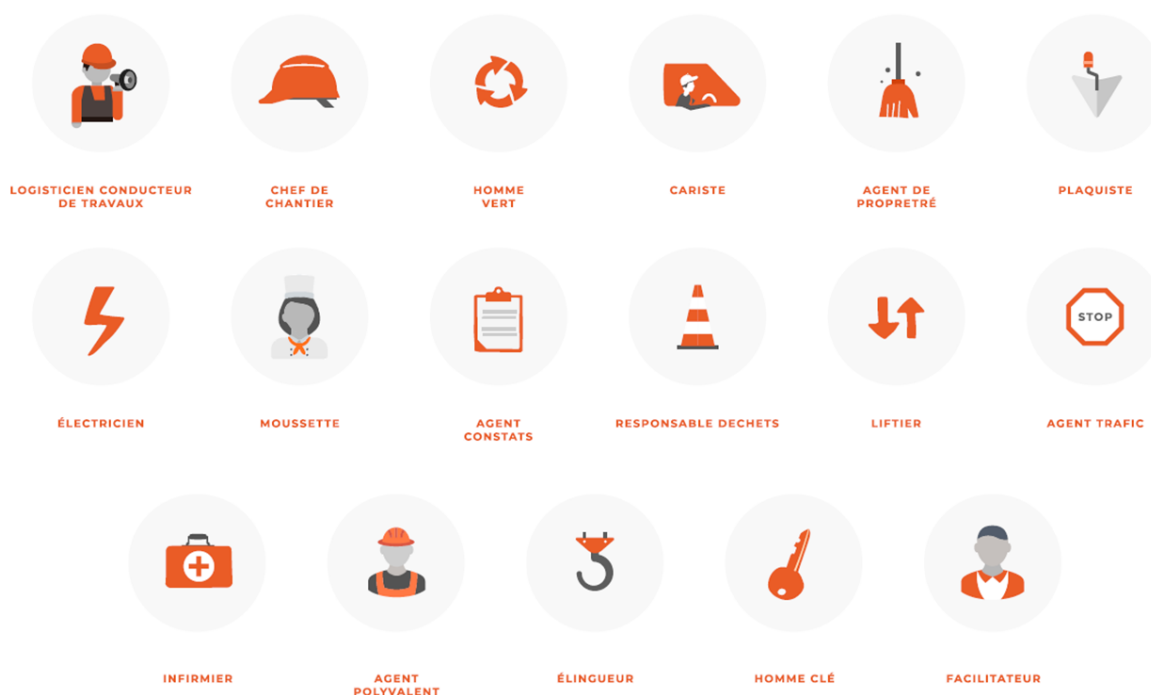 LOGISTICIEN CONDUCTEUR
DE TRAVAUX
CHEF DE
CHANTIER
HOMME
VERT
CARISTE
AGENT DE
PROPRETRÉ
PLAQUISTE
STOP
ÉLECTRICIEN
MOUSSETTE
AGENT
CONSTATS
RESPONSABLE DECHETS
LIFTIER
AGENT TRAFIC
INFIRMIER
AGENT
POLYVALENT
ÉLINGUEUR
HOMME CLÉ
FACILITATEUR